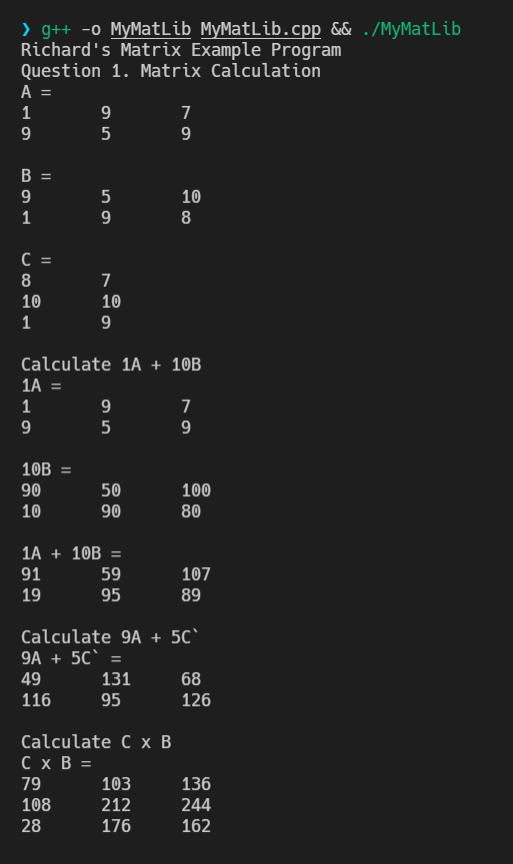 ❯ g++ -o MyMatLib MyMatLib.cpp && ./MyMatLib
Richard's Matrix Example Program
Question 1. Matrix Calculation
A =
1 9 7
9 5 9
B =
9 5 10
1 9 8
C =
8 7
10 10
1 9
Calculate 1A + 10B
1A =
1 9 7
9 5 9
10B =
90 50 100
10 90 80
1A + 10B =
91 59 107
19 95 89
Calculate 9A + 5C`
9A + 5C` =
49 131 68
116 95 126
Calculate C x B
C x B =
79 103 136
108 212 244
28 176 162